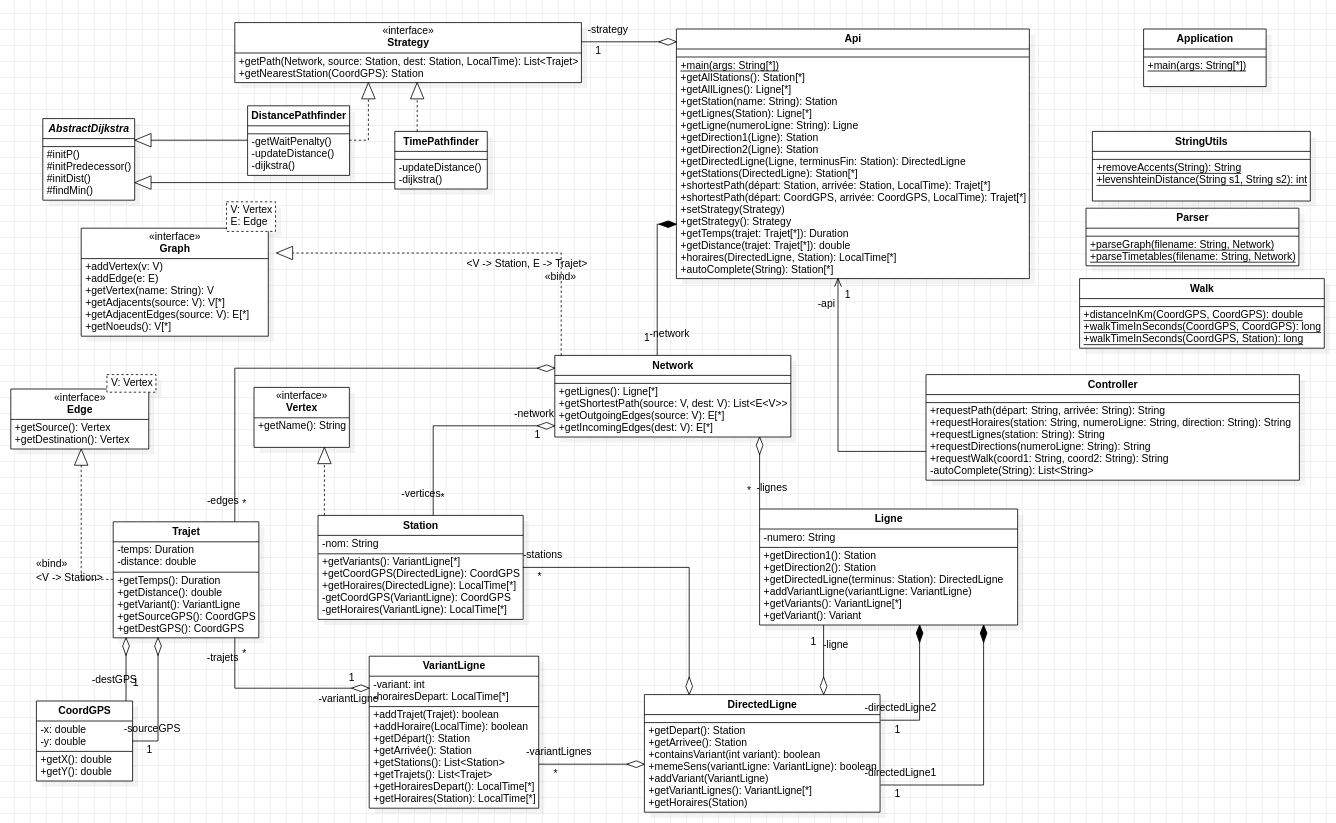 «interface»
Strategy
+getPath(Network, source: Station, dest: Station, LocalTime): List<Trajet>
+getNearestStation(CoordGPS): Station
-strategy
1
Api
+main(args: String[*])
+getAllStations(): Station[*]
+getAllLignes(): Ligne[*]
+getStation(name: String): Station
+getLignes(Station): Ligne[*]
+getLigne(numeroLigne: String): Ligne
+getDirection1(Ligne): Station
+getDirection2(Ligne): Station
+getDirectedLigne(Ligne, terminusFin: Station): DirectedLigne
+getStations(DirectedLigne): Station[*]
+shortestPath(départ: Station, arrivée: Station, LocalTime): Trajet[*]
+shortestPath(départ: CoordGPS, arrivée: CoordGPS, LocalTime): Trajet[*]
+setStrategy(Strategy)
+getStrategy(): Strategy
+getTemps(trajet: Trajet[*]): Duration
+getDistance(trajet: Trajet[*]): double
+horaires(DirectedLigne, Station): LocalTime[*]
+autoComplete(String): Station[*]
Application
+main(args: String[*])
AbstractDijkstra
#initP()
#initPredecessor()
#initDist()
#findMin()
DistancePathfinder
-getWaitPenalty()
-updateDistance()
-dijkstra()
TimePathfinder
-updateDistance()
-dijkstra()
StringUtils
+removeAccents(String): String
+levenshteinDistance(String s1, String s2): int
Parser
+parseGraph(filename: String, Network)
+parseTimetables(filename: String, Network)
Walk
+distanceInKm(CoordGPS, CoordGPS): double
+walkTimeInSeconds(CoordGPS, CoordGPS): long
+walkTimeInSeconds(CoordGPS, Station): long
V: Vertex
E: Edge
«interface»
Graph
+addVertex(v: V)
+addEdge(e: E)
+getVertex(name: String): V
+getAdjacents(source: V): V[*]
+getAdjacentEdges(source: V): E[*]
+getNoeuds(): V[*]
<V -> Station, E -> Trajet>
«bind»
-api
1
1
-network
Network
+getLignes(): Ligne[*]
+getShortestPath(source: V, dest: V): List<E<V>>
+getOutgoingEdges(source: V): E[*]
+getIncomingEdges(dest: V): E[*]
Controller
+requestPath(départ: String, arrivée: String): String
+requestHoraires(station: String, numeroLigne: String, direction: String): String
+requestLignes(station: String): String
+requestDirections(numeroLigne: String): String
+requestWalk(coord1: String, coord2: String): String
-autoComplete(String): List<String>
V: Vertex
«interface»
Edge
+getSource(): Vertex
+getDestination(): Vertex
«interface»
Vertex
+getName(): String
-network
1
-edges
*
-vertices
*
*
-lignes
Trajet
-temps: Duration
-distance: double
+getTemps(): Duration
+getDistance(): double
+getVariant(): VariantLigne
+getSourceGPS(): CoordGPS
+getDestGPS(): CoordGPS
«bind»
<V -> Station>
Station
-nom: String
+getVariants(): VariantLigne[*]
+getCoordGPS(DirectedLigne): CoordGPS
+getHoraires(DirectedLigne): LocalTime[*]
-getCoordGPS(VariantLigne): CoordGPS
-getHoraires(VariantLigne): LocalTime[*]
-stations
*
Ligne
-numero: String
+getDirection1(): Station
+getDirection2(): Station
+getDirectedLigne(terminus: Station): DirectedLigne
+addVariantLigne(variantLigne: VariantLigne)
+getVariants(): VariantLigne[*]
+getVariant(): Variant
1
-ligne
-trajets
*
1
-variantLigne
-destGPS
1
-sourceGPS
1
CoordGPS
-x: double
-y: double
+getX(): double
+getY(): double
VariantLigne
-variant: int
-horairesDepart: LocalTime[*]
+addTrajet(Trajet): boolean
+addHoraire(LocalTime): boolean
+getDépart(): Station
+getArrivée(): Station
+getStations(): List<Station>
+getTrajets(): List<Trajet>
+getHorairesDepart(): LocalTime[*]
+getHoraires(Station): LocalTime[*]
-variantLignes
*
DirectedLigne
+getDepart(): Station
+getArrivee(): Station
+containsVariant(int variant): boolean
+memeSens(variantLigne: VariantLigne): boolean
+addVariant(VariantLigne)
+getVariantLignes(): VariantLigne[*]
+getHoraires(Station)
-directedLigne2
1
-directedLigne1
1